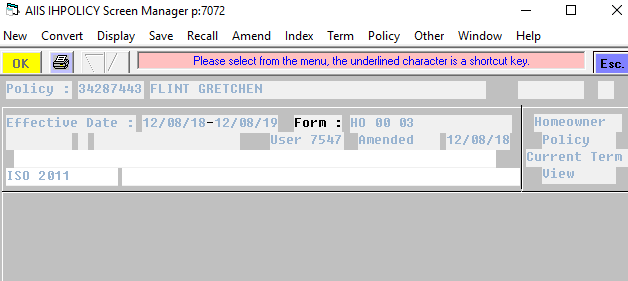 AIIS IHPOLICY Screen Manager p:7072
New Convert Display Save Recall Amend Index Term Policy Other Window Help
OK Please select from the menu, the underlined character is a shortcut key. Esc.
Policy : 34287443 FLINT GRETCHEN
Effective Date : 12/08/18-12/08/19 Form : HO 00 03 Homeowner
User 7547 Amended 12/08/18 Policy
Current Term
ISO 2011 View